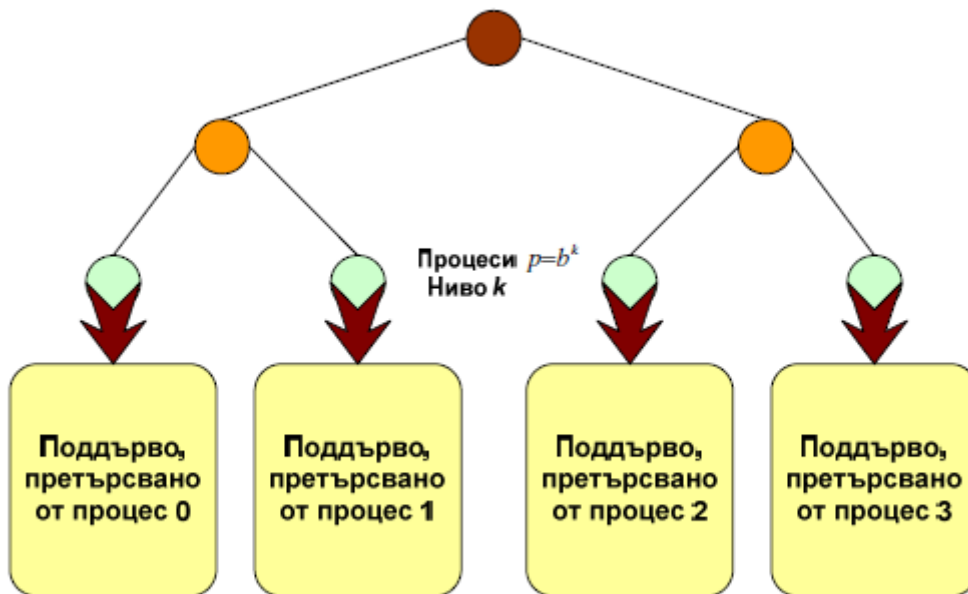 Процеси p=b^k
Ниво k
Поддърво,
претърсвано
от процес 0
Поддърво,
претърсвано
от процес 1
Поддърво,
претърсвано
от процес 2
Поддърво,
претърсвано
от процес 3